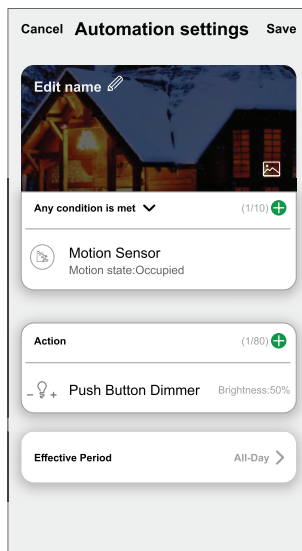 Cancel Automation settings Save
Edit name
Any condition is met (1/10)
Motion Sensor
Motion state:Occupied
Action (1/80)
Push Button Dimmer Brightness:50%
Effective Period All-Day